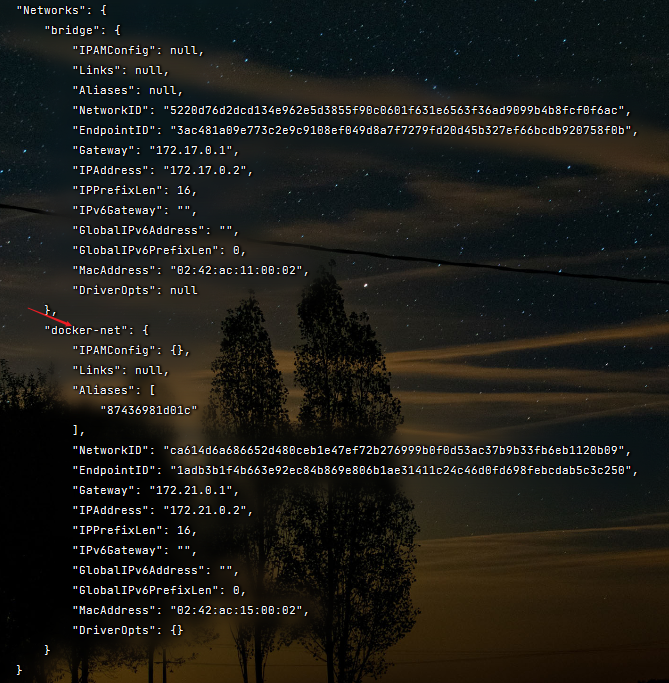 "Networks": {
"bridge": {
"IPAMConfig": null,
"Links": null,
"Aliases": null,
"NetworkID": "5220d76d2dcd134e962e5d3855f90c0601f631e6563f36ad9099b4b8fcf0f6ac",
"EndpointID": "3ac481a09e773c2e9c9108ef049d8a7f7279fd20d45b327ef66bcdb920758f0b",
"Gateway": "172.17.0.1",
"IPAddress": "172.17.0.2",
"IPPrefixLen": 16,
"IPv6Gateway": "",
"GlobalIPv6Address": "",
"GlobalIPv6PrefixLen": 0,
"MacAddress": "02:42:ac:11:00:02",
"DriverOpts": null
},
"docker-net": {
"IPAMConfig": {},
"Links": null,
"Aliases": [
"87436981d01c"
],
"NetworkID": "ca614d6a686652d480ceb1e47ef72b276999b0f0d53ac37b9b33fb6eb1120b09",
"EndpointID": "1adb3b1f4b663e92ec84b869e806b1ae31411c24c46d0fd698febcdab5c3c250",
"Gateway": "172.21.0.1",
"IPAddress": "172.21.0.2",
"IPPrefixLen": 16,
"IPv6Gateway": "",
"GlobalIPv6Address": "",
"GlobalIPv6PrefixLen": 0,
"MacAddress": "02:42:ac:15:00:02",
"DriverOpts": {}
}
}